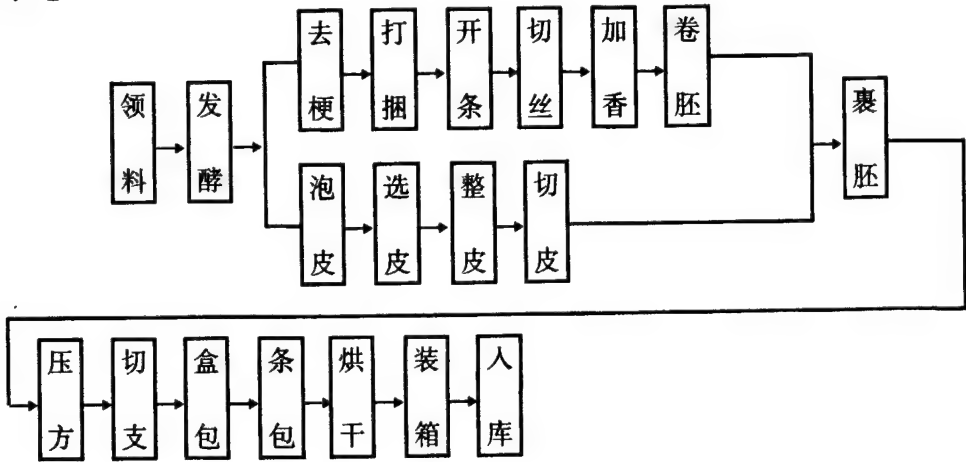 领料
发酵
去梗
打捆
开条
切丝
加香
卷胚
泡皮
选皮
整皮
切皮
裹胚
压方
切支
盒包
条包
烘干
装箱
入库